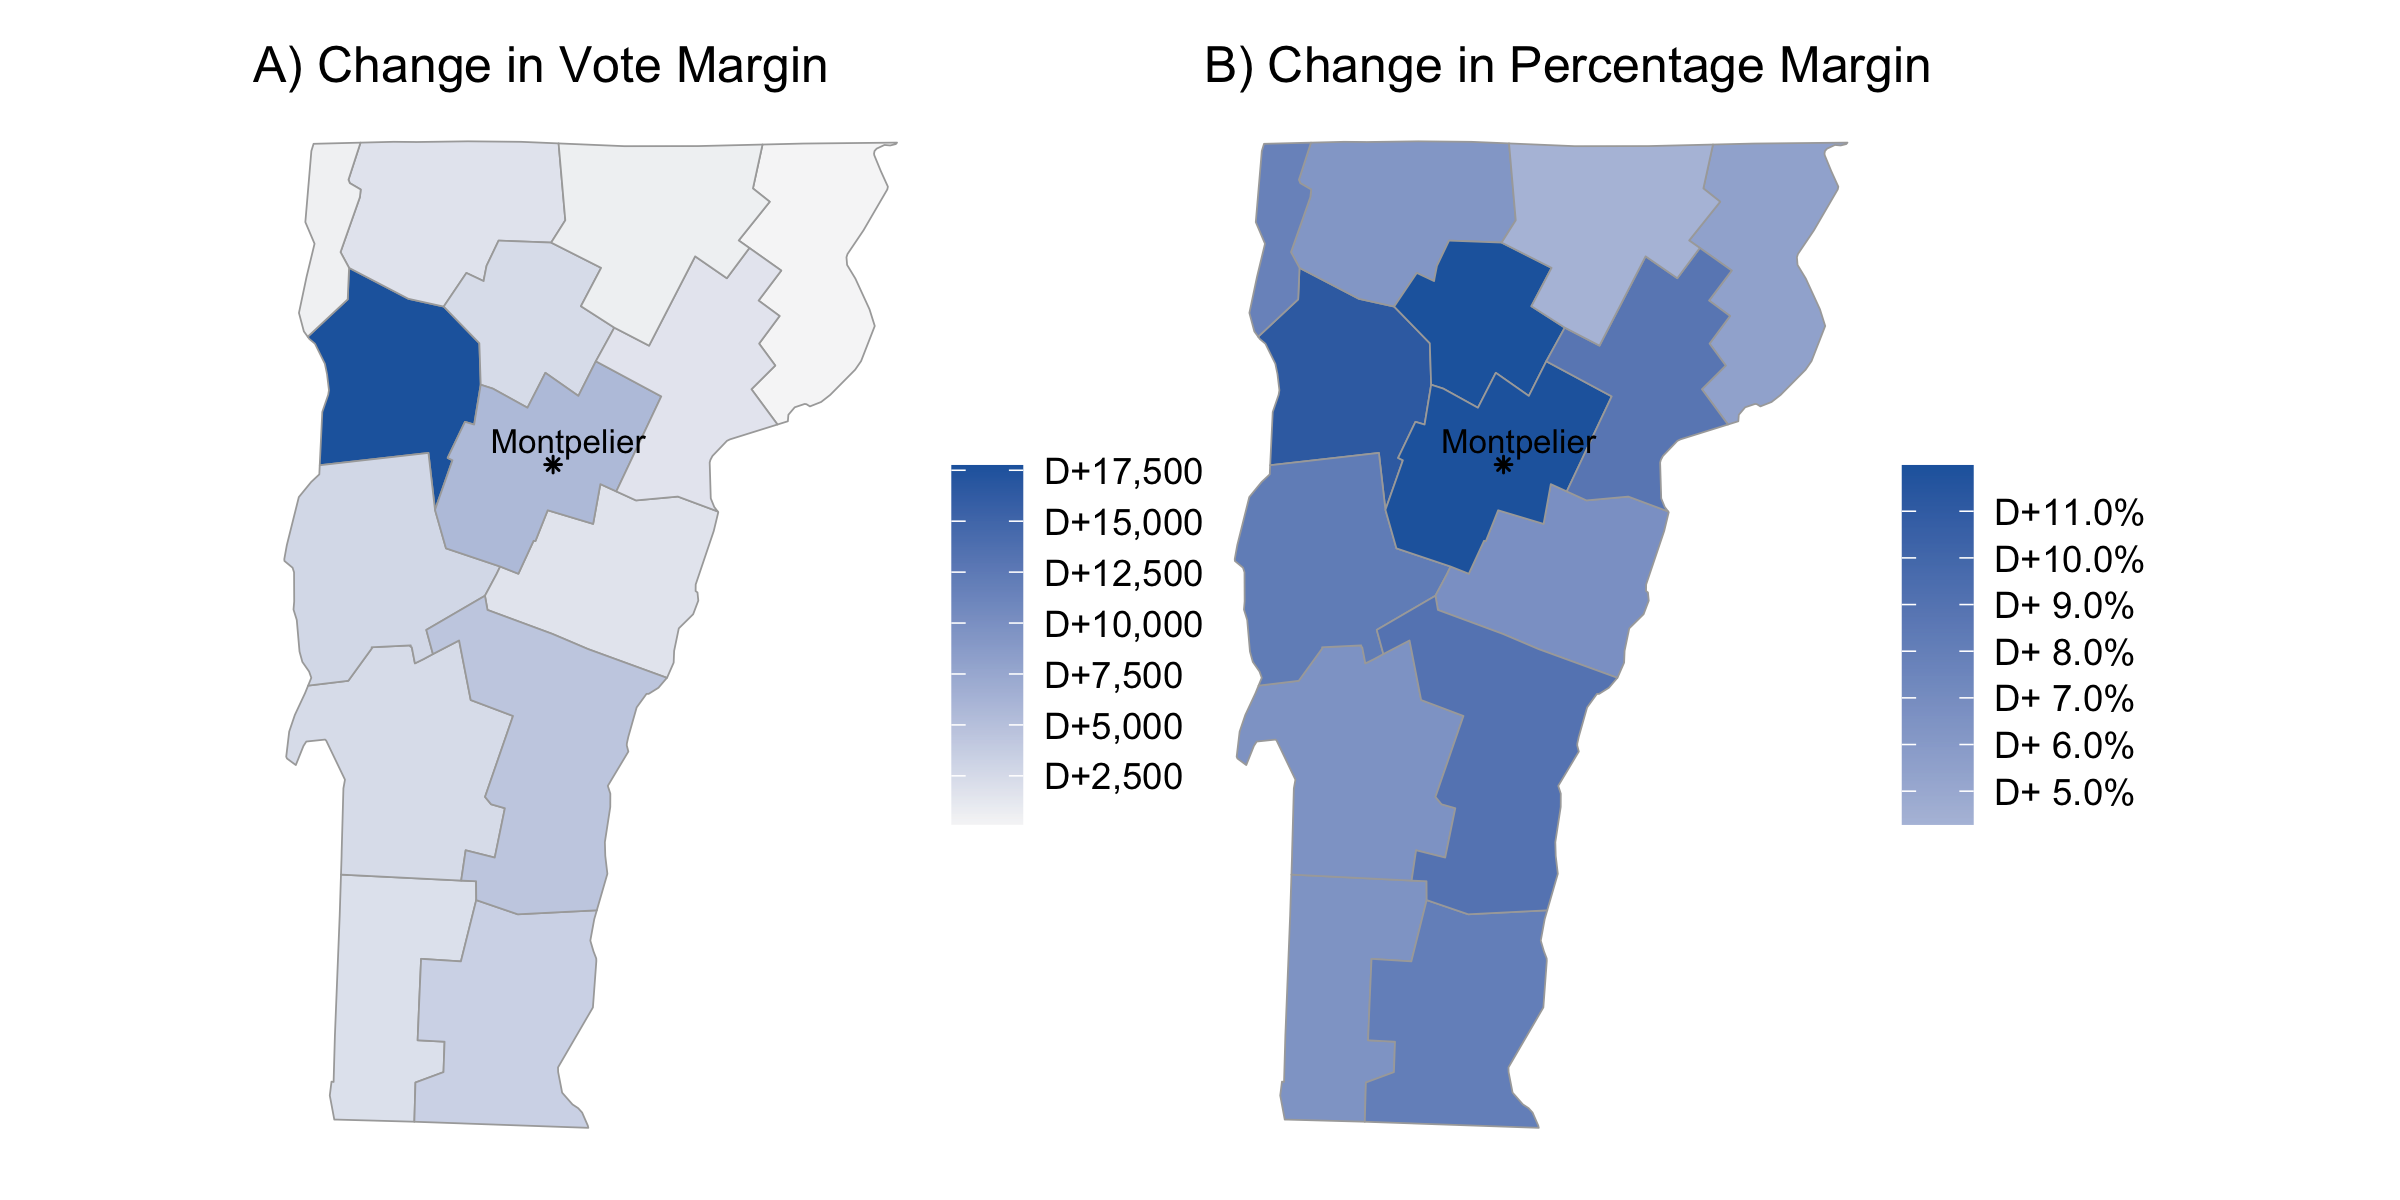 A) Change in Vote Margin
Montpelier
D+17,500
D+15,000
D+12,500
D+10,000
D+7,500
D+5,000
D+2,500
B) Change in Percentage Margin
Montpelier
D+11.0%
D+10.0%
D+ 9.0%
D+ 8.0%
D+ 7.0%
D+ 6.0%
D+ 5.0%